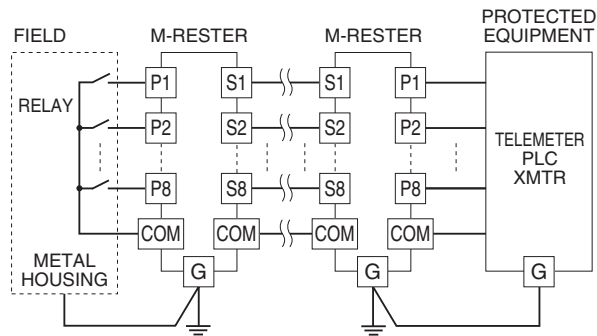 PROTECTED
FIELD M-RESTER M-RESTER EQUIPMENT
P1 S1 S1 P1
RELAY
P2 S2 S2 P2
TELEMETER
PLC
XMTR
P8 S8 S8 P8
COM COM COM COM
METAL
HOUSING
G G G